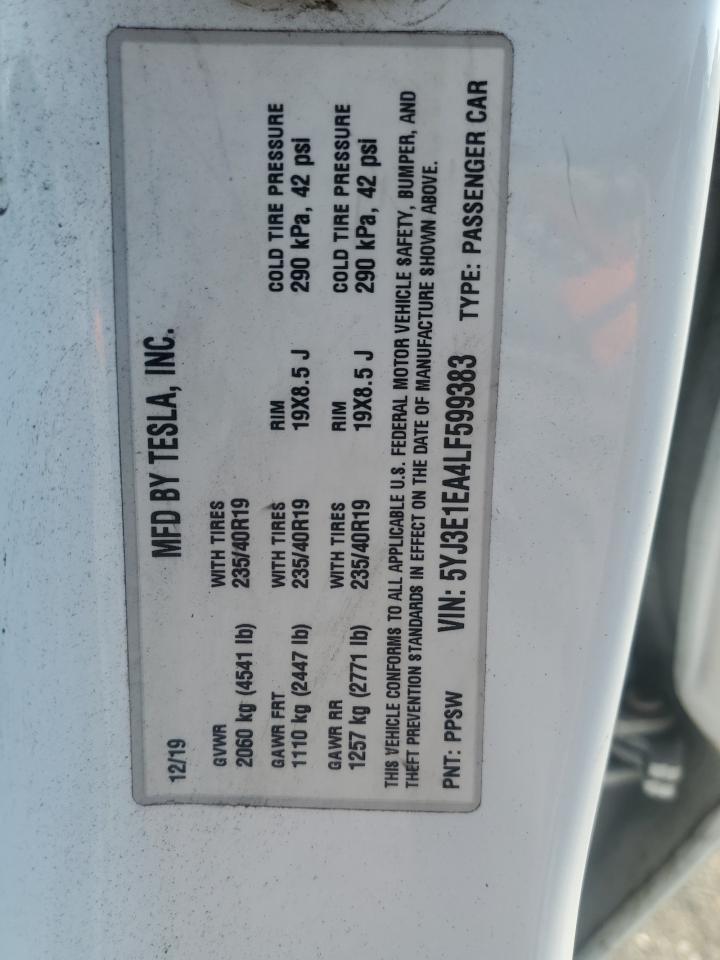 MFD BY TESLA, INC.
12/19
GVWR WITH TIRES
2060 kg (4541 lb) 235/40R19
GAWR FRT WITH TIRES RIM COLD TIRE PRESSURE
1110 kg (2447 lb) 235/40R19 19X8.5 J 290 kPa, 42 psi
GAWR RR WITH TIRES RIM COLD TIRE PRESSURE
1257 kg (2771 lb) 235/40R19 19X8.5 J 290 kPa, 42 psi
THIS VEHICLE CONFORMS TO ALL APPLICABLE U.S. FEDERAL MOTOR VEHICLE SAFETY, BUMPER, AND
THEFT PREVENTION STANDARDS IN EFFECT ON THE DATE OF MANUFACTURE SHOWN ABOVE.
PNT: PPSW VIN: 5YJ3E1EA4LF599383 TYPE: PASSENGER CAR